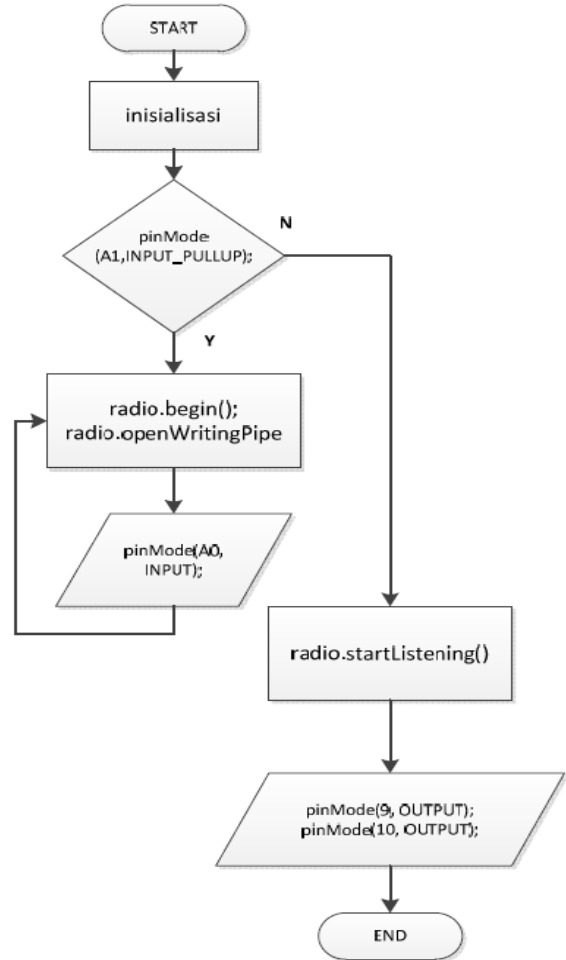 START
inisialisasi
pinMode
(A1,INPUT_PULLUP);
N
Y
radio.begin();
radio.openWritingPipe
pinMode(A0,
INPUT);
radio.startListening()
pinMode(9, OUTPUT);
pinMode(10, OUTPUT);
END